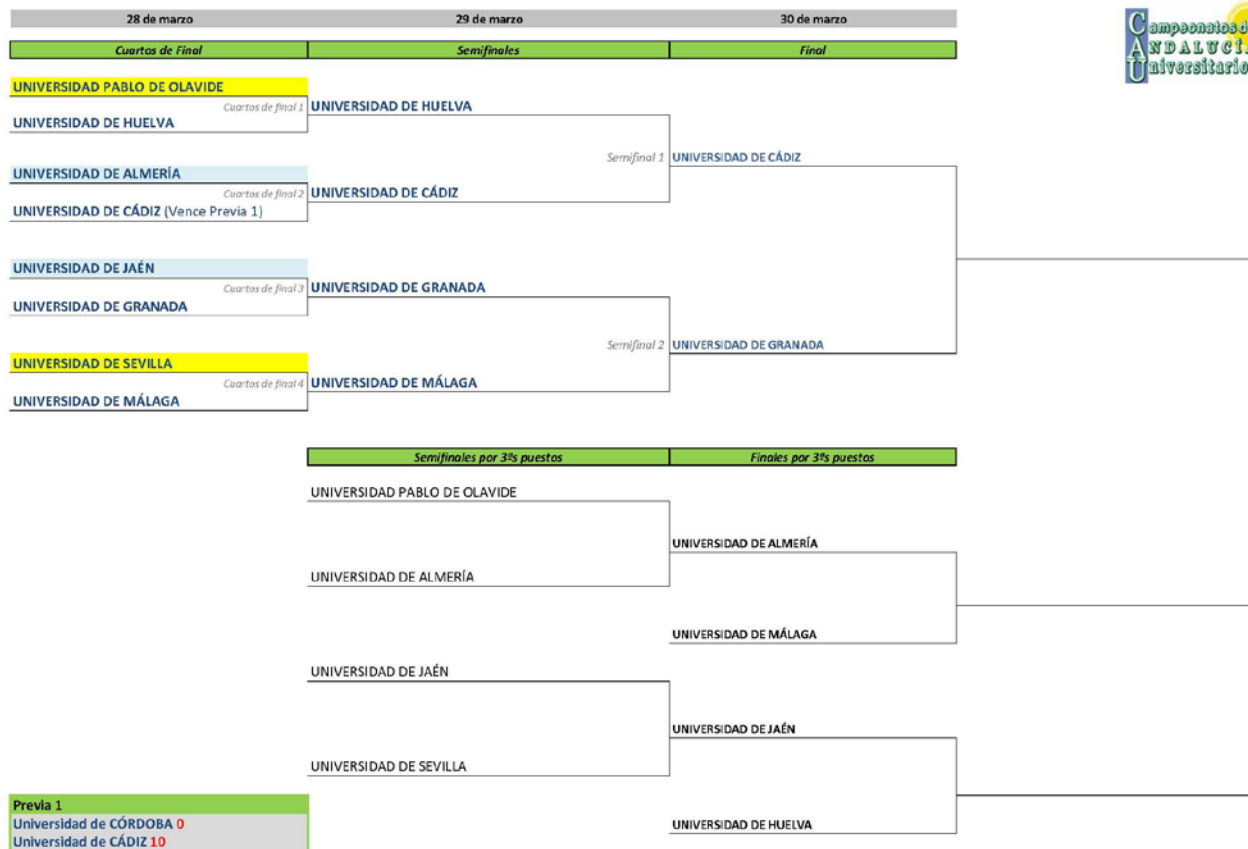 28 de marzo
29 de marzo
30 de marzo
Campeonatos d
ANDALUCÍA
Universitario
Cuartos de Final
Semifinales
Final
UNIVERSIDAD PABLO DE OLAVIDE
Cuartos de final 1
UNIVERSIDAD DE HUELVA
UNIVERSIDAD DE HUELVA
Semifinal 1
UNIVERSIDAD DE CÁDIZ
UNIVERSIDAD DE ALMERÍA
Cuartos de final 2
UNIVERSIDAD DE CÁDIZ
UNIVERSIDAD DE CÁDIZ (Vence Previa 1)
UNIVERSIDAD DE JAÉN
Cuartos de final 3
UNIVERSIDAD DE GRANADA
UNIVERSIDAD DE GRANADA
Semifinal 2
UNIVERSIDAD DE GRANADA
UNIVERSIDAD DE SEVILLA
Cuartos de final 4
UNIVERSIDAD DE MÁLAGA
UNIVERSIDAD DE MÁLAGA
Semifinales por 3ºs puestos
Finales por 3ºs puestos
UNIVERSIDAD PABLO DE OLAVIDE
UNIVERSIDAD DE ALMERÍA
UNIVERSIDAD DE ALMERÍA
UNIVERSIDAD DE MÁLAGA
UNIVERSIDAD DE JAÉN
UNIVERSIDAD DE JAÉN
UNIVERSIDAD DE SEVILLA
UNIVERSIDAD DE HUELVA
Previa 1
Universidad de CÓRDOBA 0
Universidad de CÁDIZ 10